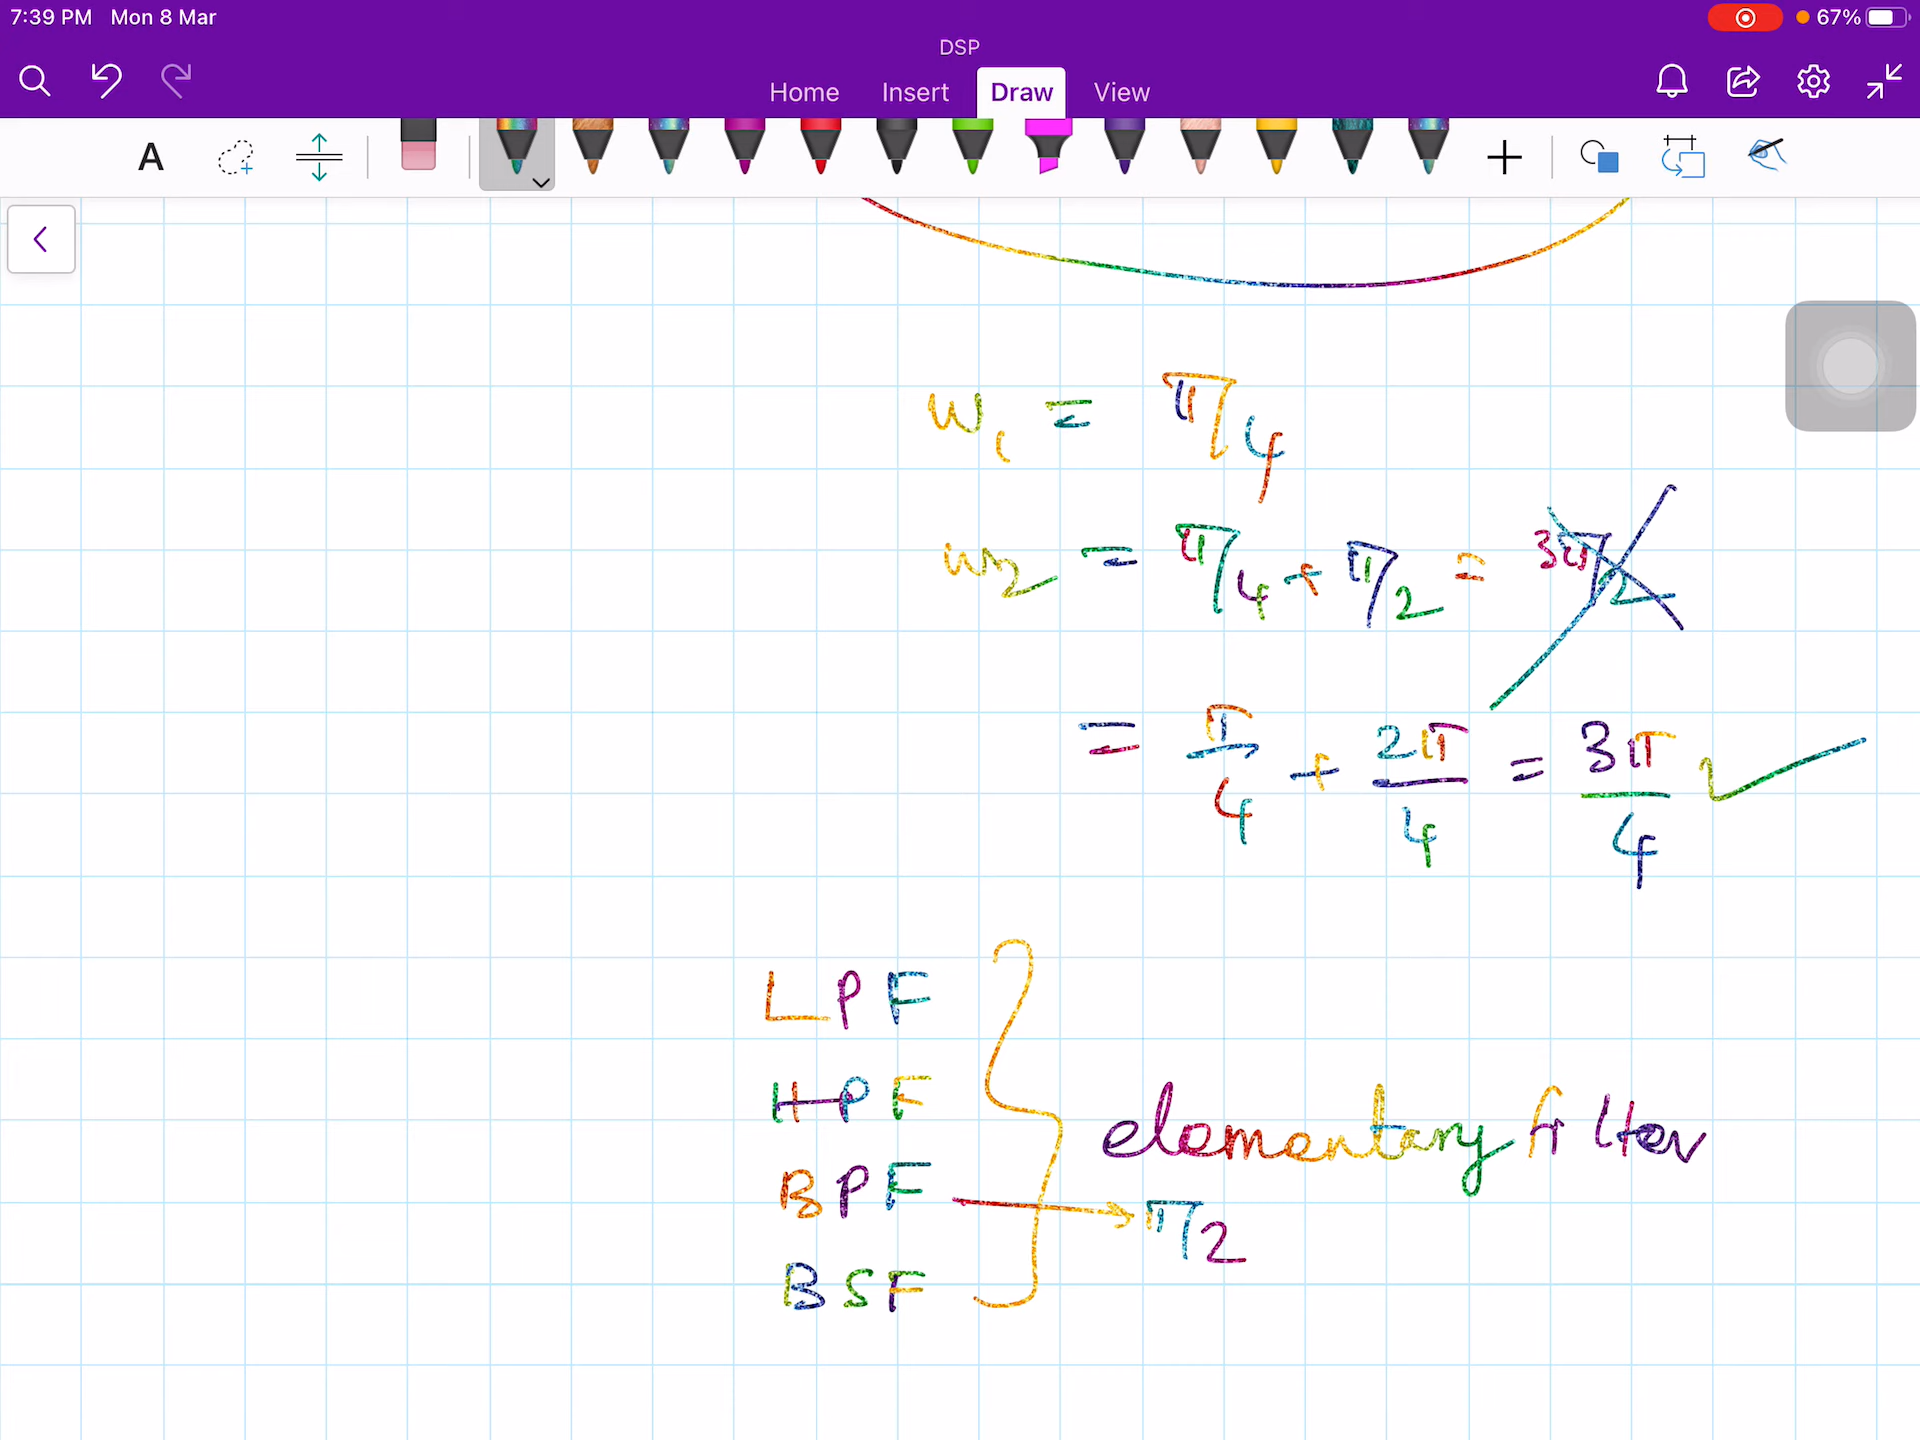 7:39 PM Mon 8 Mar
67%
DSP
Home Insert Draw View
A
w1 = π/4
w2 = π/4 + π/2 = 3π/2
= π/4 + 2π/4 = 3π/4 ✓
LPF
HPF
elementary filter
BPF → π/2
BSF